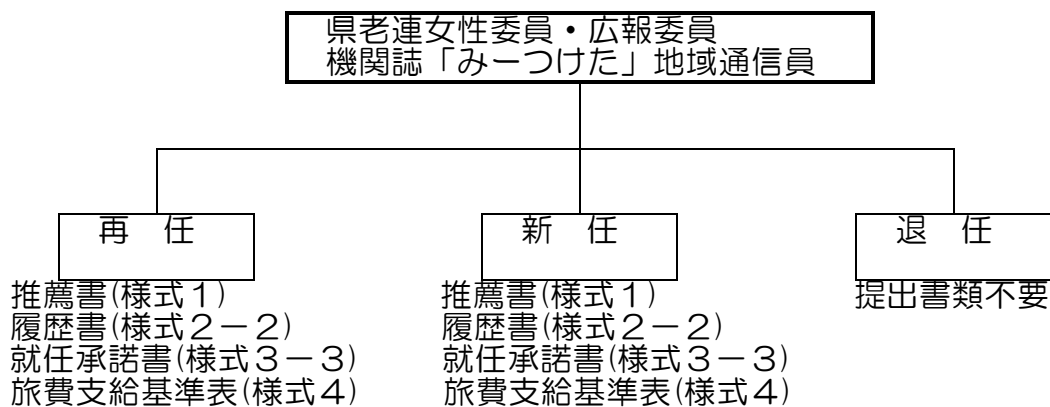 県老連女性委員・広報委員
機関誌「みーつけた」地域通信員
再　任
新　任
退　任
推薦書(様式１)
履歴書(様式２－２)
就任承諾書(様式３－３)
旅費支給基準表(様式４)
推薦書(様式１)
履歴書(様式２－２)
就任承諾書(様式３－３)
旅費支給基準表(様式４)
提出書類不要